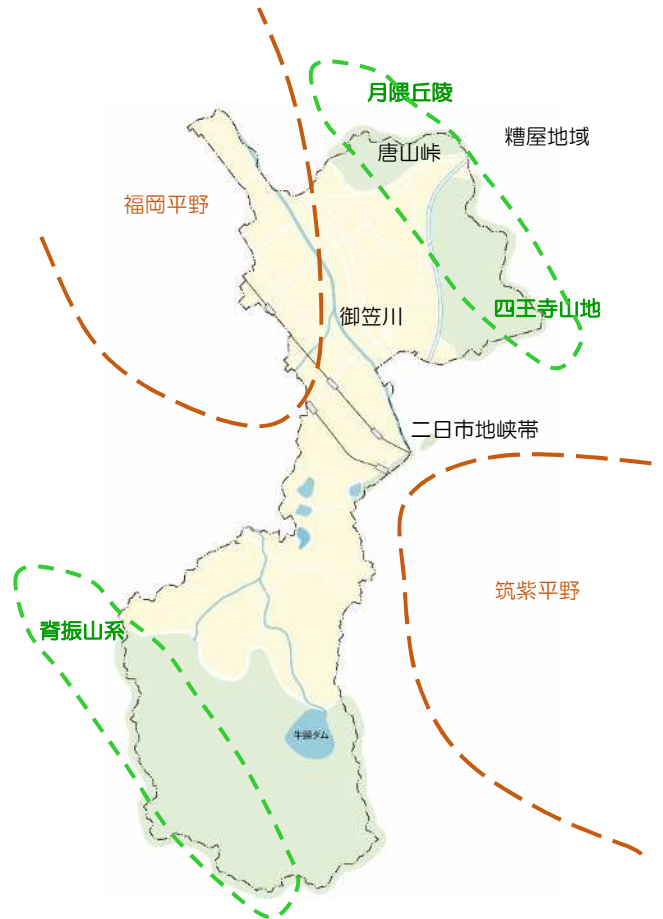 月隈丘陵
唐山峠
糟屋地域
福岡平野
四王寺山地
御笠川
二日市地峡帯
筑紫平野
脊振山系
牛頸ダム